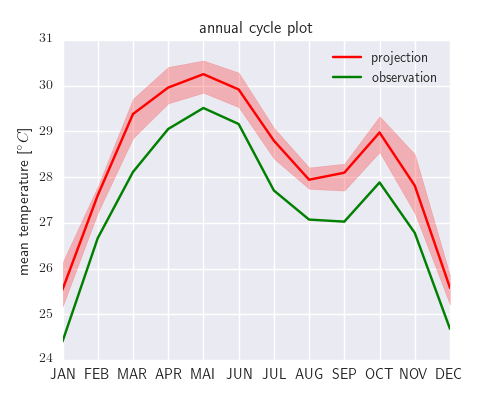 annual cycle plot
projection
observation
mean temperature [°C]
31
30
29
28
27
26
25
24
JAN FEB MAR APR MAI JUN JUL AUG SEP OCT NOV DEC